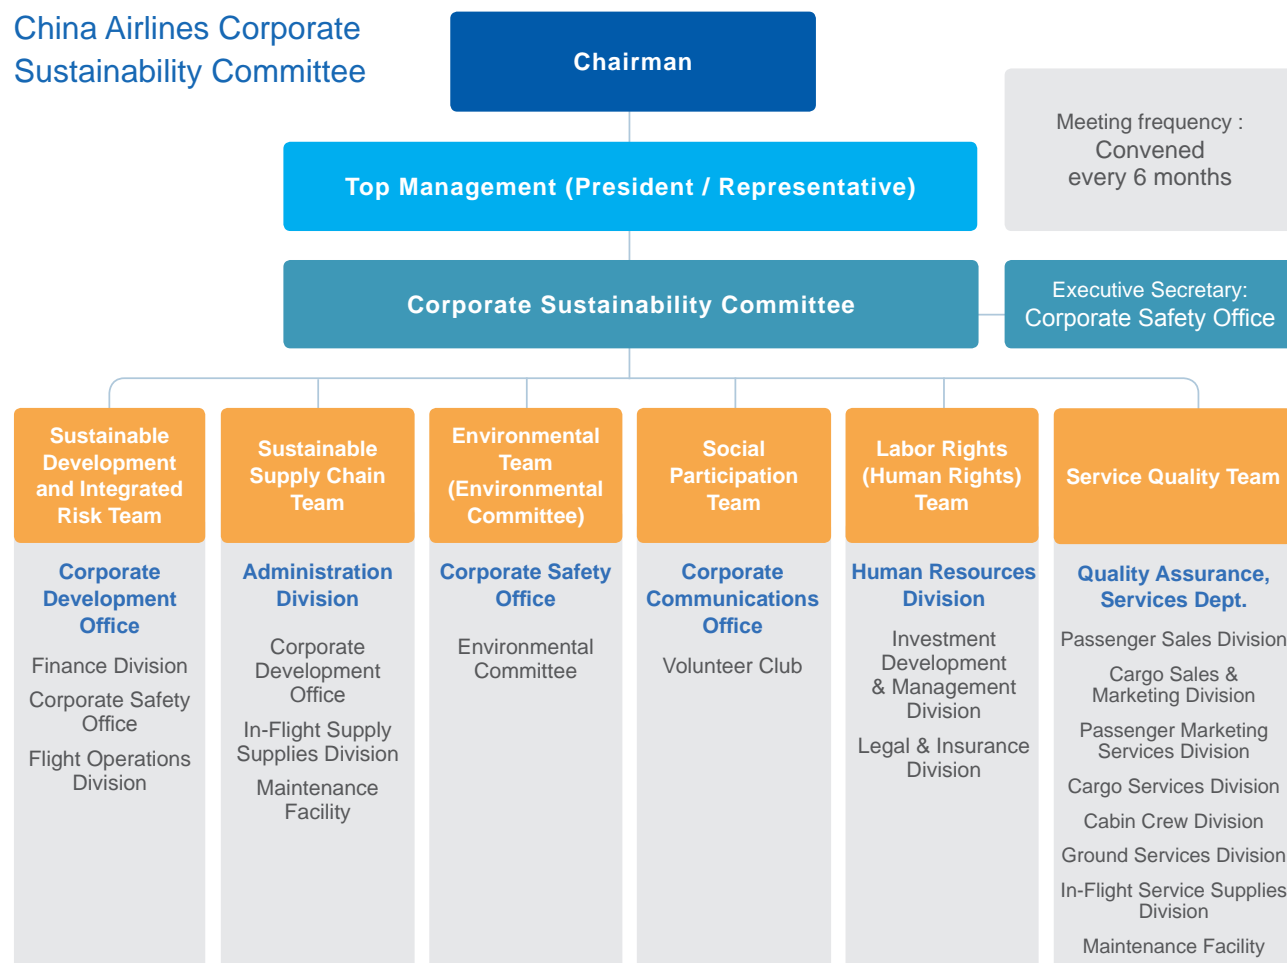 China Airlines Corporate
Sustainability Committee
Chairman
Meeting frequency :
Convened
every 6 months
Top Management (President / Representative)
Corporate Sustainability Committee
Executive Secretary:
Corporate Safety Office
Sustainable
Development
and Integrated
Risk Team
Corporate
Development
Office
Finance Division
Corporate Safety
Office
Flight Operations
Division
Sustainable
Supply Chain
Team
Administration
Division
Corporate
Development
Office
In-Flight Supply
Supplies Division
Maintenance
Facility
Environmental
Team
(Environmental
Committee)
Corporate Safety
Office
Environmental
Committee
Social
Participation
Team
Corporate
Communications
Office
Volunteer Club
Labor Rights
(Human Rights)
Team
Human Resources
Division
Investment
Development
& Management
Division
Legal & Insurance
Division
Service Quality Team
Quality Assurance,
Services Dept.
Passenger Sales Division
Cargo Sales &
Marketing Division
Passenger Marketing
Services Division
Cargo Services Division
Cabin Crew Division
Ground Services Division
In-Flight Service Supplies
Division
Maintenance Facility